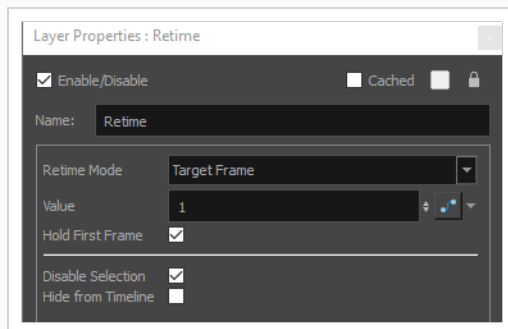 Layer Properties : Retime
Enable/Disable
Cached
Name: Retime
Retime Mode Target Frame
Value 1
Hold First Frame
Disable Selection
Hide from Timeline